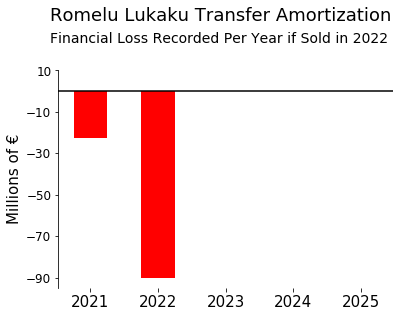 Romelu Lukaku Transfer Amortization
Financial Loss Recorded Per Year if Sold in 2022
10
−10
−30
−50
−70
−90
Millions of €
2021 2022 2023 2024 2025